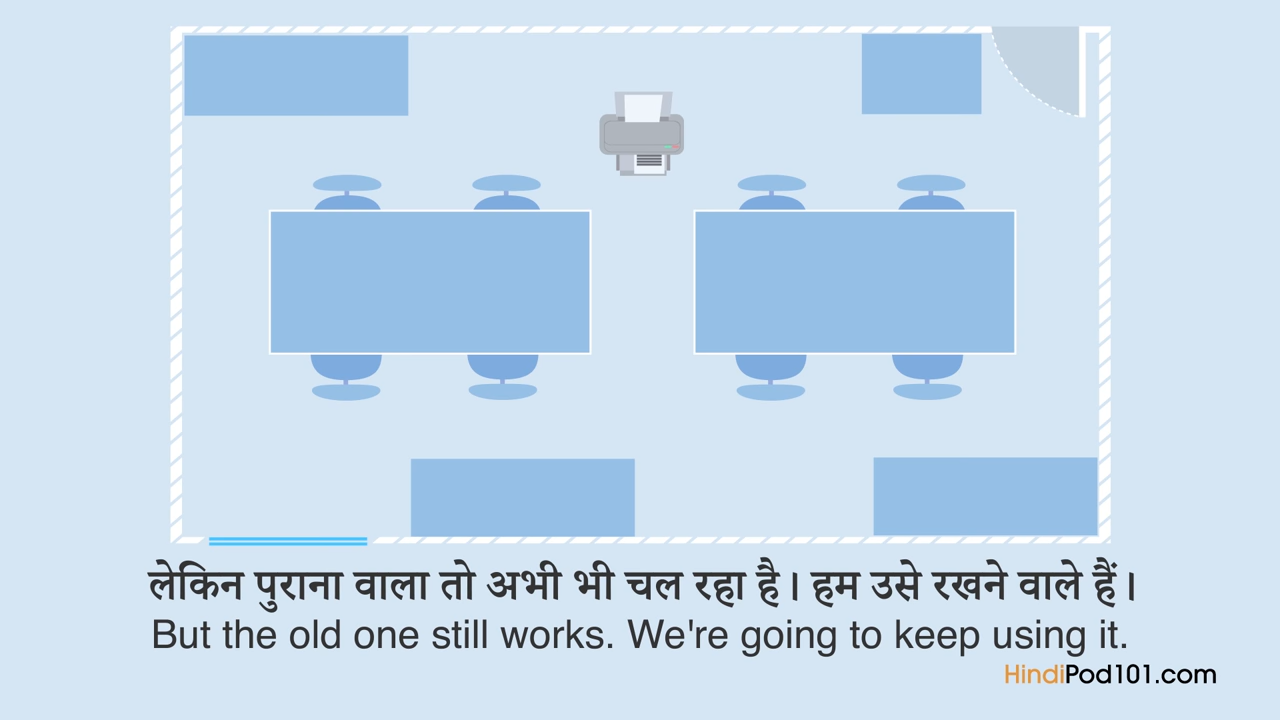 लेकिन पुराना वाला तो अभी भी चल रहा है। हम उसे रखने वाले हैं।
But the old one still works. We're going to keep using it.
HindiPod101.com